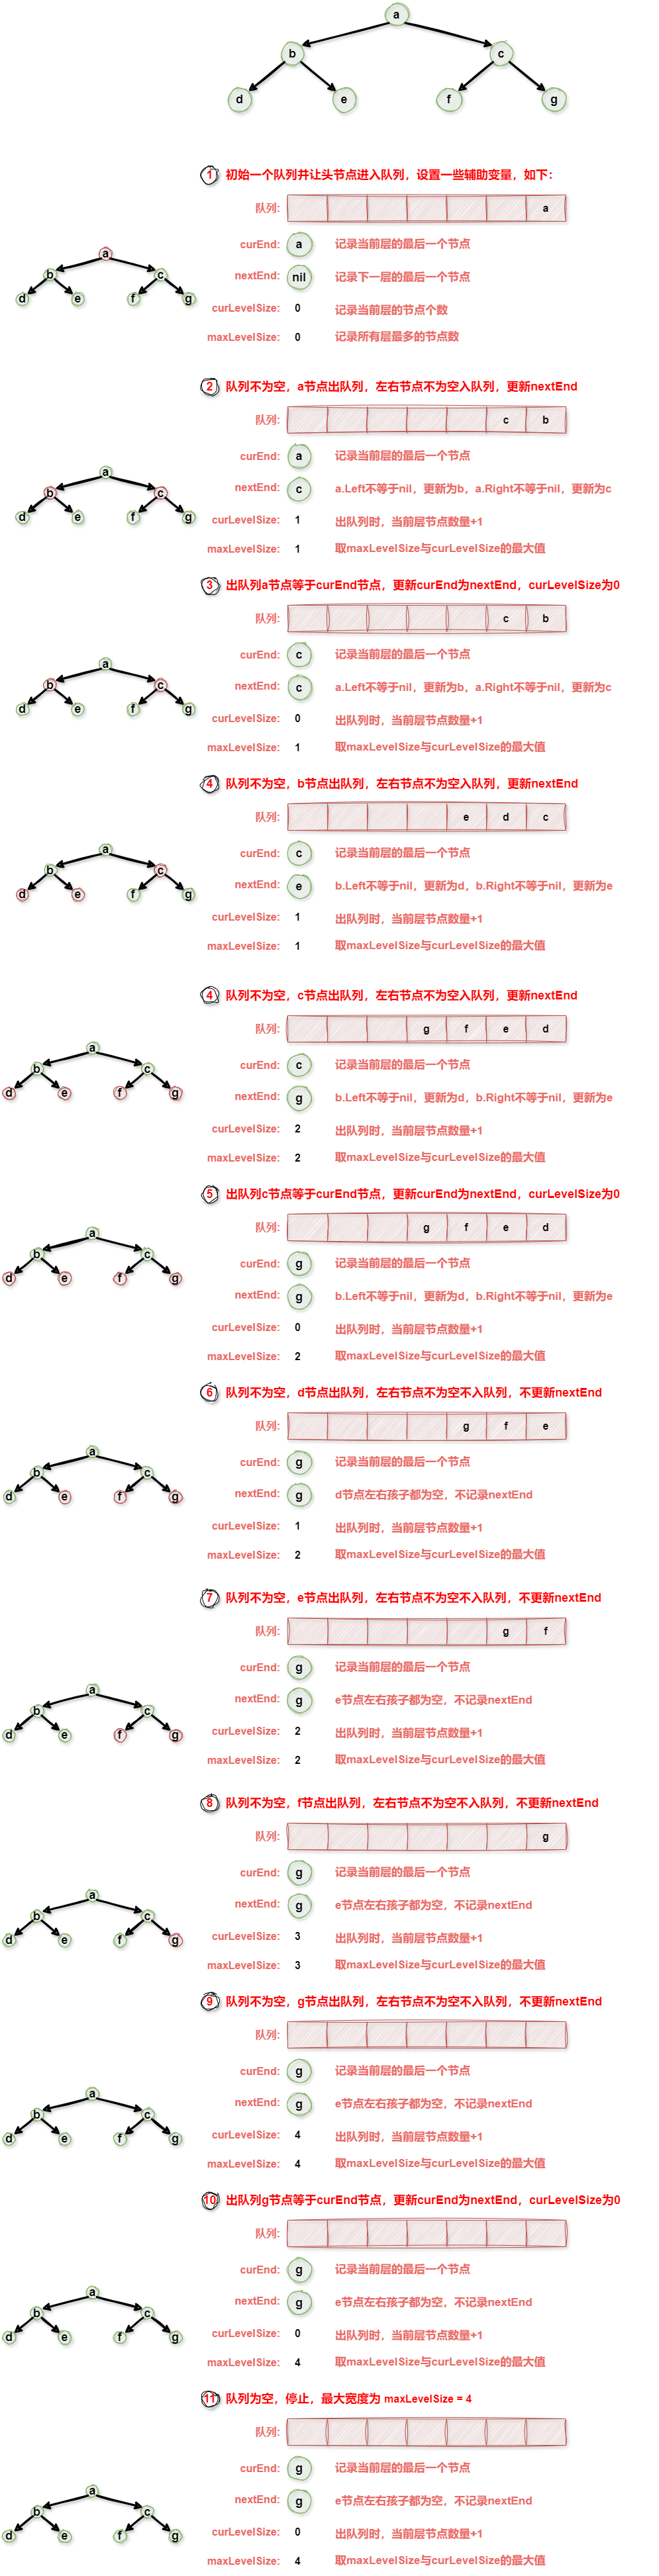 a
b
c
d
e
f
g
1 初始一个队列并让头节点进入队列，设置一些辅助变量，如下：
队列: a
curEnd: a 记录当前层的最后一个节点
nextEnd: nil 记录下一层的最后一个节点
curLevelSize: 0 记录当前层的节点个数
maxLevelSize: 0 记录所有层最多的节点数
a
b
c
d
e
f
g
2 队列不为空，a节点出队列，左右节点不为空入队列，更新nextEnd
队列: c b
curEnd: a 记录当前层的最后一个节点
nextEnd: c a.Left不等于nil，更新为b，a.Right不等于nil，更新为c
curLevelSize: 1 出队列时，当前层节点数量+1
maxLevelSize: 1 取maxLevelSize与curLevelSize的最大值
a
b
c
d
e
f
g
3 出队列a节点等于curEnd节点，更新curEnd为nextEnd，curLevelSize为0
队列: c b
curEnd: c 记录当前层的最后一个节点
nextEnd: c a.Left不等于nil，更新为b，a.Right不等于nil，更新为c
curLevelSize: 0 出队列时，当前层节点数量+1
maxLevelSize: 1 取maxLevelSize与curLevelSize的最大值
a
b
c
d
e
f
g
4 队列不为空，b节点出队列，左右节点不为空入队列，更新nextEnd
队列: e d c
curEnd: c 记录当前层的最后一个节点
nextEnd: e b.Left不等于nil，更新为d，b.Right不等于nil，更新为e
curLevelSize: 1 出队列时，当前层节点数量+1
maxLevelSize: 1 取maxLevelSize与curLevelSize的最大值
a
b
c
d
e
f
g
4 队列不为空，c节点出队列，左右节点不为空入队列，更新nextEnd
队列: g f e d
curEnd: c 记录当前层的最后一个节点
nextEnd: g b.Left不等于nil，更新为d，b.Right不等于nil，更新为e
curLevelSize: 2 出队列时，当前层节点数量+1
maxLevelSize: 2 取maxLevelSize与curLevelSize的最大值
a
b
c
d
e
f
g
5 出队列c节点等于curEnd节点，更新curEnd为nextEnd，curLevelSize为0
队列: g f e d
curEnd: g 记录当前层的最后一个节点
nextEnd: g b.Left不等于nil，更新为d，b.Right不等于nil，更新为e
curLevelSize: 0 出队列时，当前层节点数量+1
maxLevelSize: 2 取maxLevelSize与curLevelSize的最大值
a
b
c
d
e
f
g
6 队列不为空，d节点出队列，左右节点不为空不入队列，不更新nextEnd
队列: g f e
curEnd: g 记录当前层的最后一个节点
nextEnd: g d节点左右孩子都为空，不记录nextEnd
curLevelSize: 1 出队列时，当前层节点数量+1
maxLevelSize: 2 取maxLevelSize与curLevelSize的最大值
a
b
c
d
e
f
g
7 队列不为空，e节点出队列，左右节点不为空不入队列，不更新nextEnd
队列: g f
curEnd: g 记录当前层的最后一个节点
nextEnd: g e节点左右孩子都为空，不记录nextEnd
curLevelSize: 2 出队列时，当前层节点数量+1
maxLevelSize: 2 取maxLevelSize与curLevelSize的最大值
a
b
c
d
e
f
g
8 队列不为空，f节点出队列，左右节点不为空不入队列，不更新nextEnd
队列: g
curEnd: g 记录当前层的最后一个节点
nextEnd: g e节点左右孩子都为空，不记录nextEnd
curLevelSize: 3 出队列时，当前层节点数量+1
maxLevelSize: 3 取maxLevelSize与curLevelSize的最大值
a
b
c
d
e
f
g
9 队列不为空，g节点出队列，左右节点不为空不入队列，不更新nextEnd
队列:
curEnd: g 记录当前层的最后一个节点
nextEnd: g e节点左右孩子都为空，不记录nextEnd
curLevelSize: 4 出队列时，当前层节点数量+1
maxLevelSize: 4 取maxLevelSize与curLevelSize的最大值
a
b
c
d
e
f
g
10 出队列g节点等于curEnd节点，更新curEnd为nextEnd，curLevelSize为0
队列:
curEnd: g 记录当前层的最后一个节点
nextEnd: g e节点左右孩子都为空，不记录nextEnd
curLevelSize: 0 出队列时，当前层节点数量+1
maxLevelSize: 4 取maxLevelSize与curLevelSize的最大值
a
b
c
d
e
f
g
11 队列为空，停止，最大宽度为 maxLevelSize = 4
队列:
curEnd: g 记录当前层的最后一个节点
nextEnd: g e节点左右孩子都为空，不记录nextEnd
curLevelSize: 0 出队列时，当前层节点数量+1
maxLevelSize: 4 取maxLevelSize与curLevelSize的最大值
a
b
c
d
e
f
g